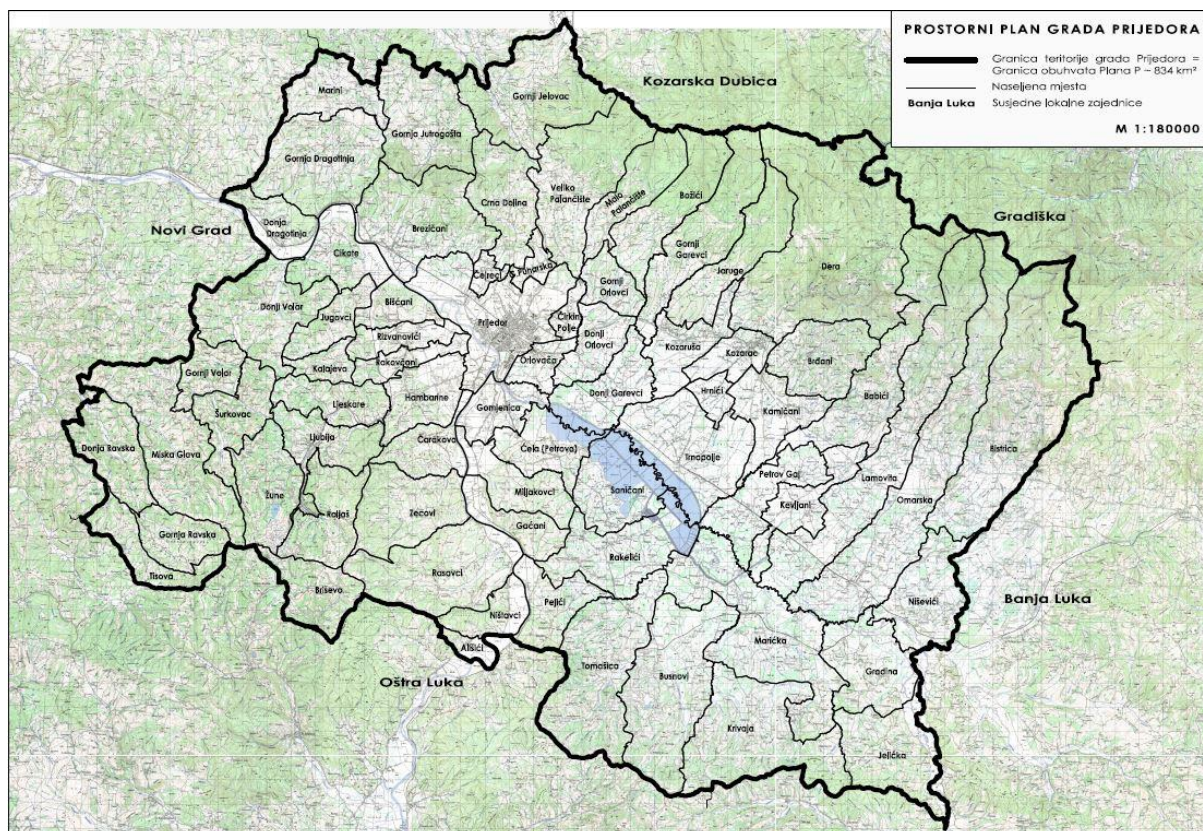 PROSTORNI PLAN GRADA PRIJEDORA
Granica teritorije grada Prijedora =
Granica obuhvata Plana P ~ 834 km²
Naseljena mjesta
Banja Luka Susjedne lokalne zajednice
M 1:180000
Kozarska Dubica
Marini
Gornji Jelovac
Gornja Jutrogošta
Gornja Dragotinja
Veliko
Palančište
Malo
Palančište
Božići
Crna Dolina
Gradiška
Novi Grad
Donja
Dragotinja
Brezičani
Cikote
Gornji
Garevci
Dera
Jaruge
Čejreci
Gornji
Orlovci
Donji Volar
Jugovci
Bišćani
Prijedor
Čirkin
Polje
Donji
Orlovci
Rizvanovići
Kozaruša
Kozarac
Rakovčani
Orlovača
Brđani
Gornji Volar
Kalajevo
Hambarine
Donji Garevci
Hrnići
Babići
Ljeskare
Gomjenica
Kamičani
Šurkovac
Ljubija
Čarakovo
Čela (Petrovo)
Trnopolje
Bistrica
Donja Ravska
Miska Glava
Petrov Gaj
Lamovita
Saničani
Miljakovci
Kevljani
Omarska
Žune
Raljaš
Zecovi
Gaćani
Gornja Ravska
Rakelići
Tisova
Rasavci
Briševo
Pejići
Niševići
Banja Luka
Ništavci
Marička
Ališići
Oštra Luka
Tomašica
Busnovi
Gradina
Krivaja
Jelićka